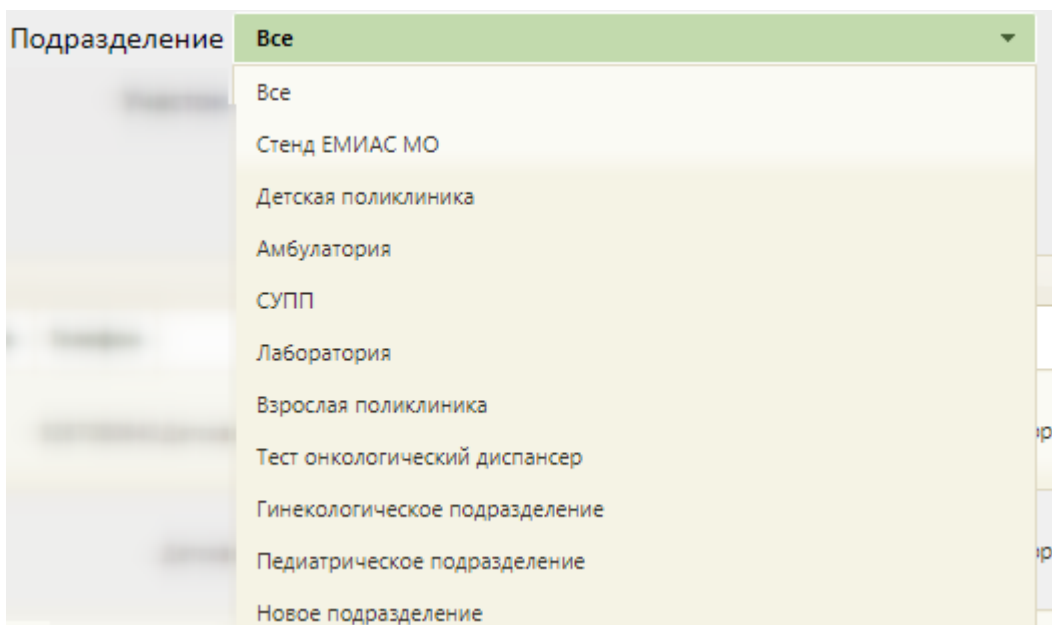 Подразделение Все
Все
Стенд ЕМИАС МО
Детская поликлиника
Амбулатория
СУПП
Лаборатория
Взрослая поликлиника
Тест онкологический диспансер
Гинекологическое подразделение
Педиатрическое подразделение
Новое подразделение